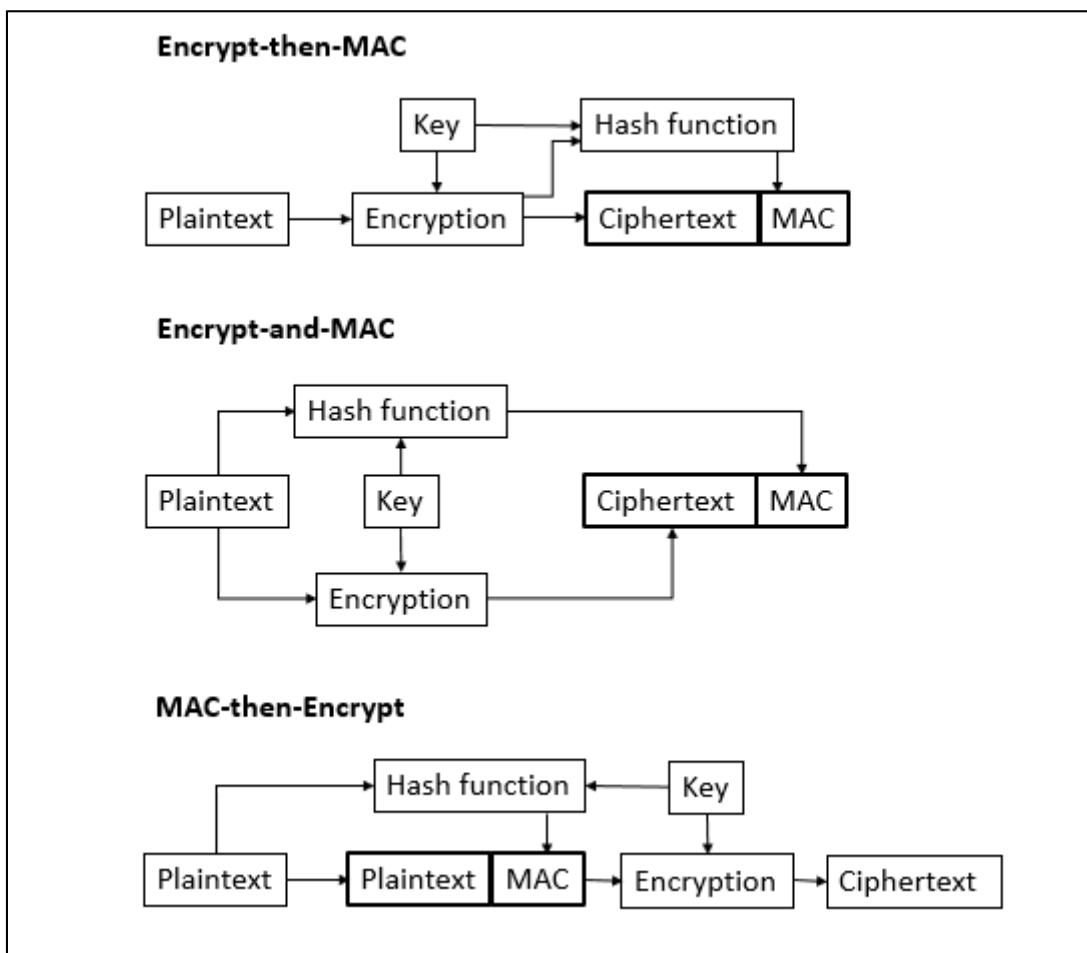 Encrypt-then-MAC
Key
Hash function
Plaintext
Encryption
Ciphertext
MAC
Encrypt-and-MAC
Hash function
Plaintext
Key
Ciphertext
MAC
Encryption
MAC-then-Encrypt
Hash function
Key
Plaintext
Plaintext
MAC
Encryption
Ciphertext